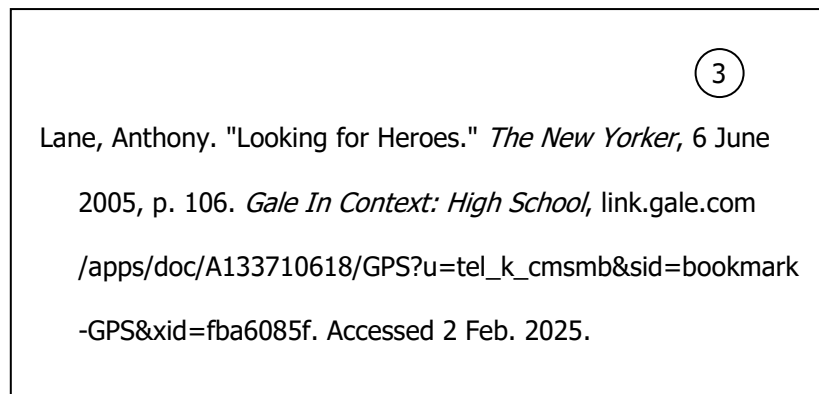 3
Lane, Anthony. "Looking for Heroes." The New Yorker, 6 June
2005, p. 106. Gale In Context: High School, link.gale.com
/apps/doc/A133710618/GPS?u=tel_k_cmsmb&sid=bookmark
-GPS&xid=fba6085f. Accessed 2 Feb. 2025.